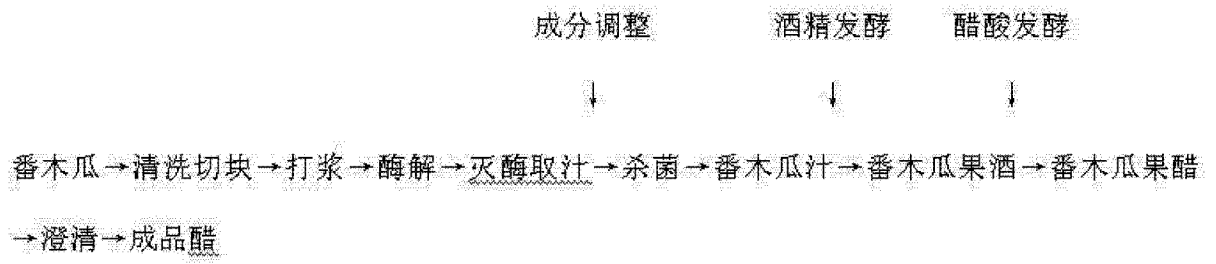 成分调整 酒精发酵 醋酸发酵
↓ ↓ ↓
番木瓜→清洗切块→打浆→酶解→灭酶取汁→杀菌→番木瓜汁→番木瓜果酒→番木瓜果醋
→澄清→成品醋